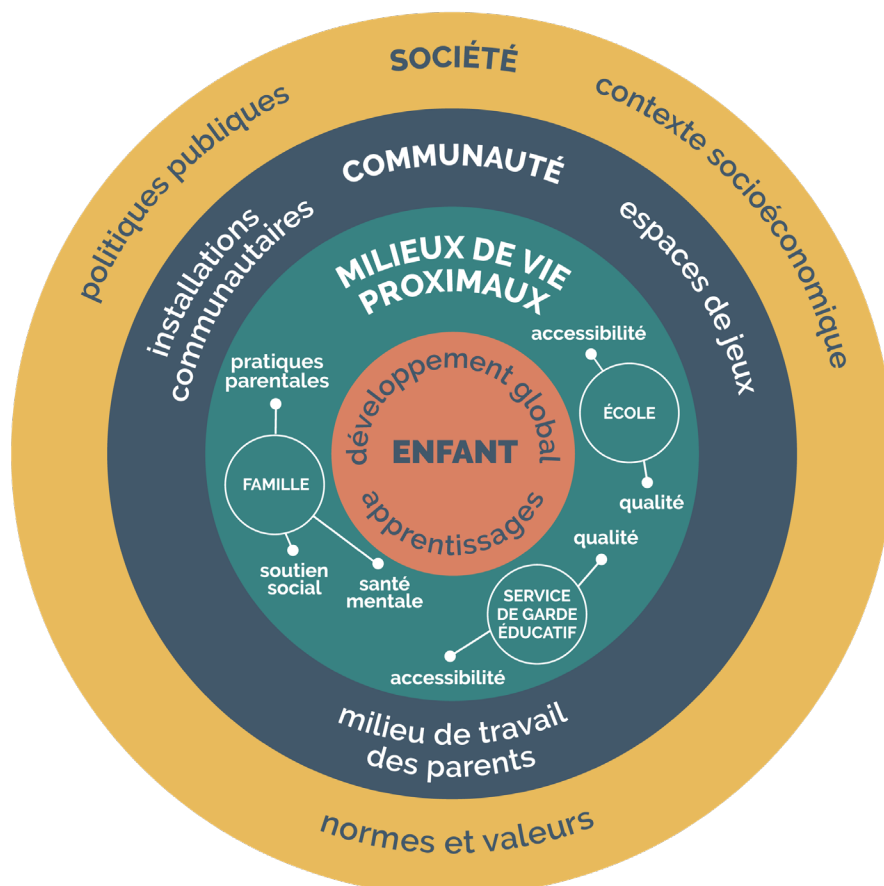 SOCIÉTÉ
politiques publiques
contexte socioéconomique
COMMUNAUTÉ
installations
communautaires
espaces de jeux
MILIEUX DE VIE
PROXIMAUX
accessibilité
ÉCOLE
qualité
pratiques
parentales
FAMILLE
soutien
social
santé
mentale
développement global
ENFANT
apprentissages
qualité
SERVICE
DE GARDE
ÉDUCATIF
accessibilité
milieu de travail
des parents
normes et valeurs